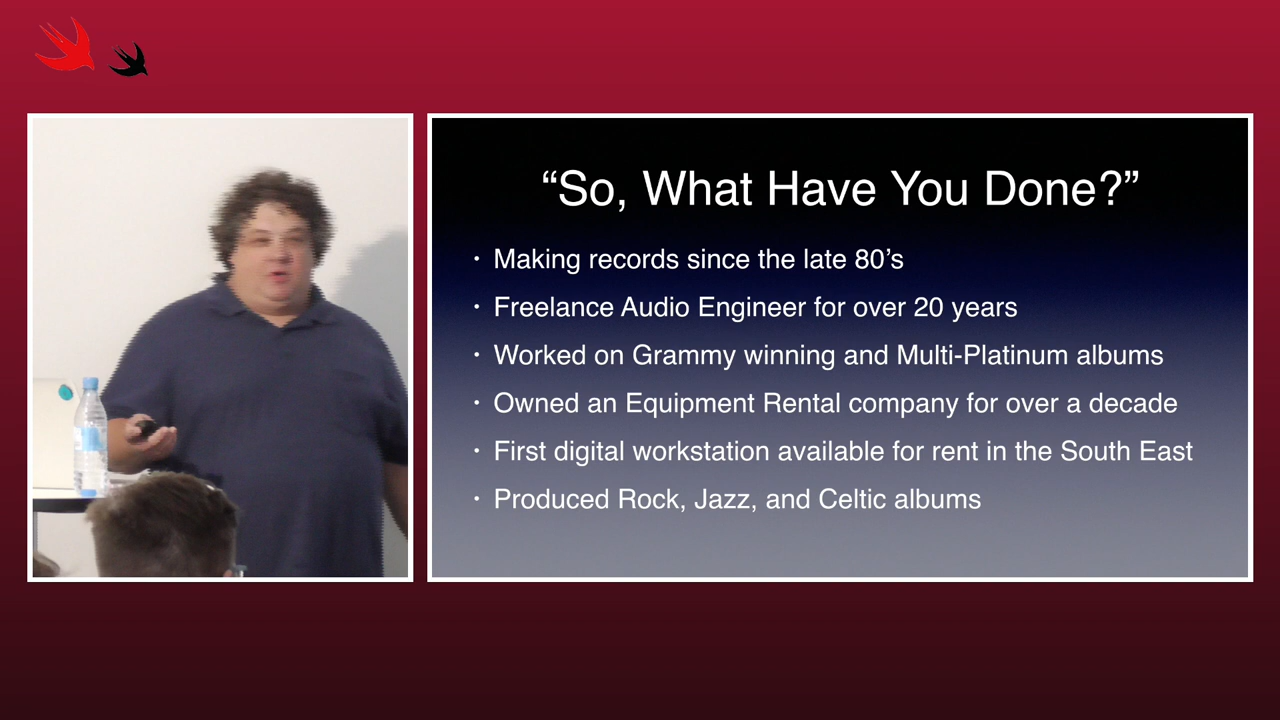 “So, What Have You Done?”
• Making records since the late 80’s
• Freelance Audio Engineer for over 20 years
• Worked on Grammy winning and Multi-Platinum albums
• Owned an Equipment Rental company for over a decade
• First digital workstation available for rent in the South East
• Produced Rock, Jazz, and Celtic albums